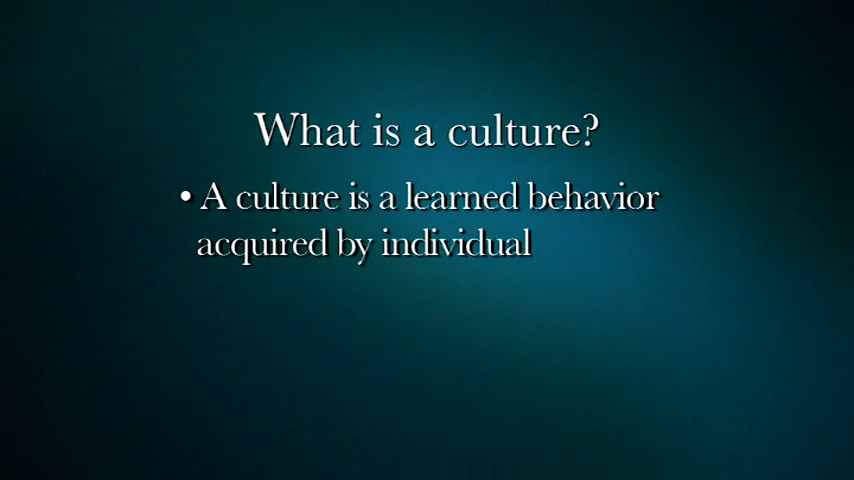 What is a culture?
• A culture is a learned behavior
acquired by individual